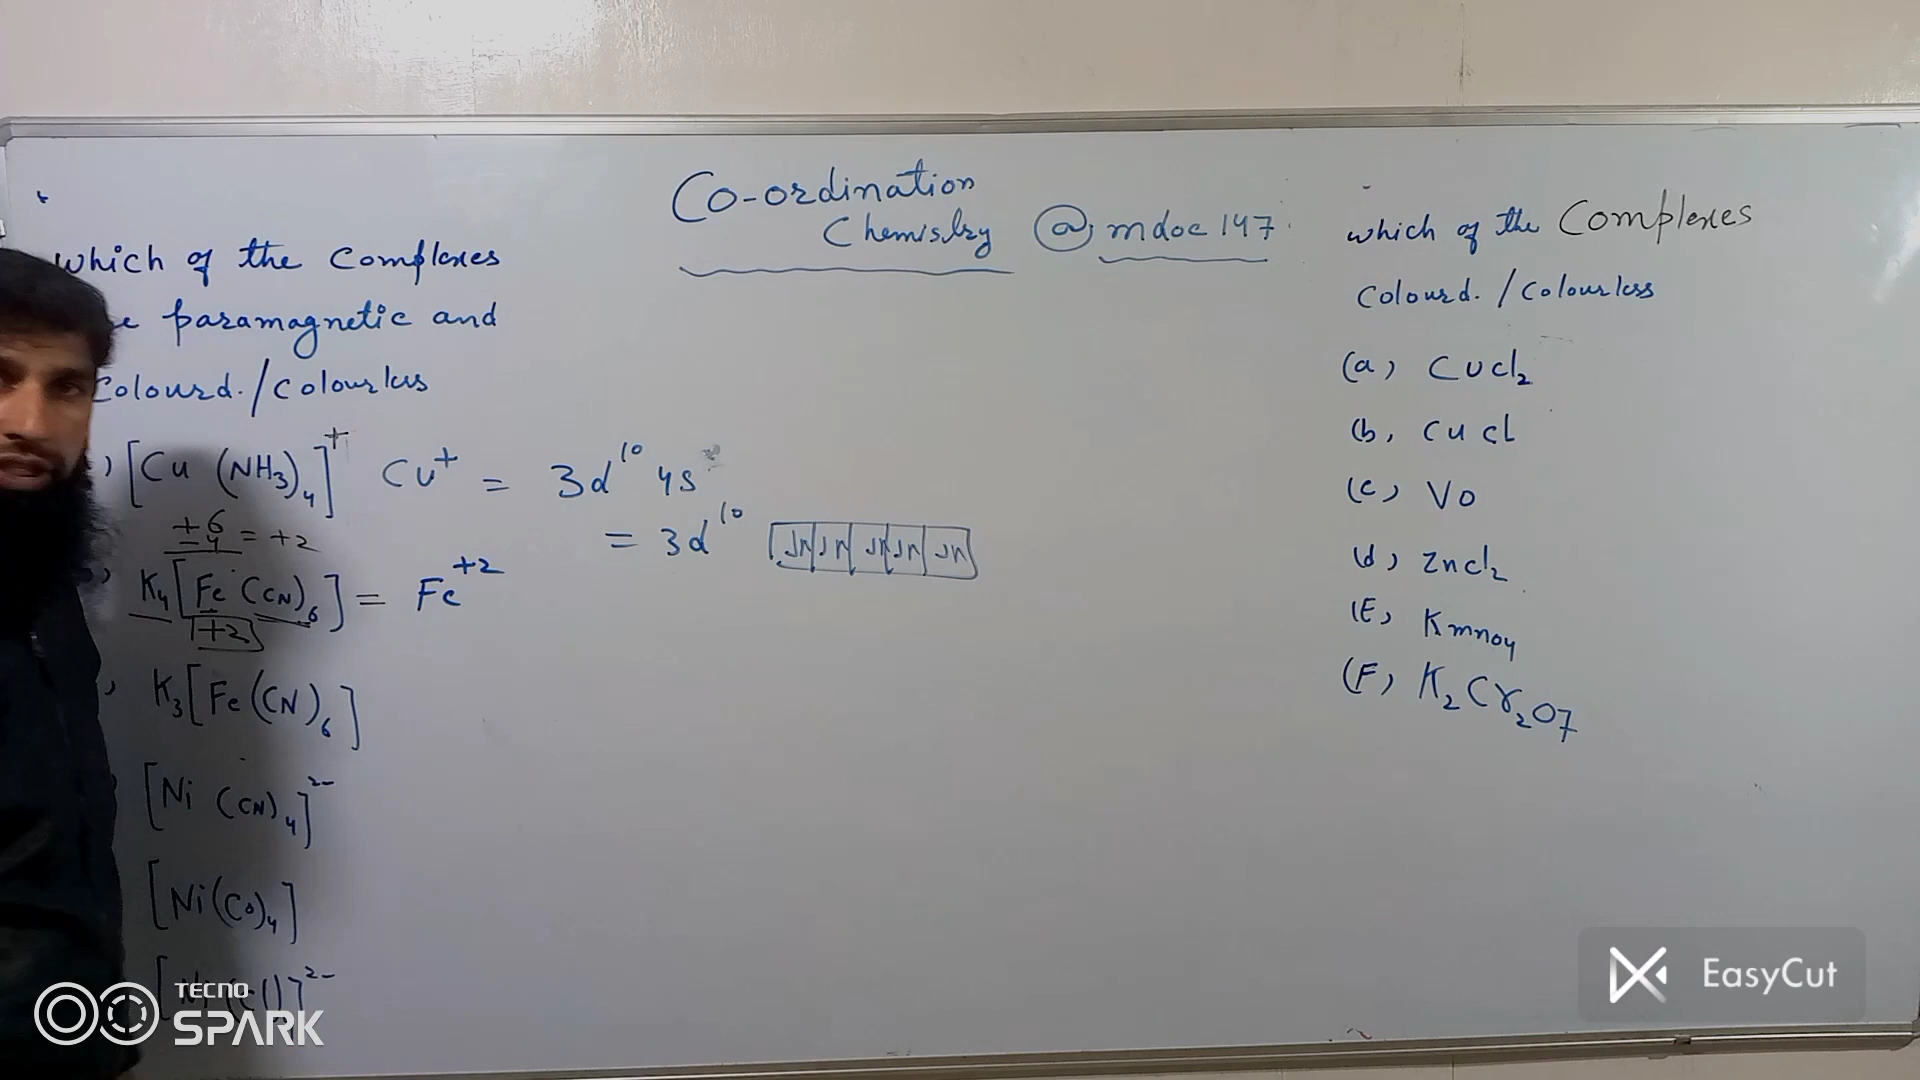 Co-ordination
Chemistry @ mdoc147
which of the Complexes
paramagnetic and
Colourd./Colourless
[Cu (NH3)4]+ Cu+ = 3d10 4s
= 3d10
+6
4 = +2
K4[Fe (CN)6] = Fe+2
+2
K3[Fe(CN)6]
[Ni (CN)4]2-
[Ni(CO)4]
2-
which of the Complexes
Colourd./Colourless
(a) CuCl2
(b, CuCl
(c) VO
(d) ZnCl2
(E) KmnO4
(F) K2Cr2O7
TECNO
SPARK
EasyCut